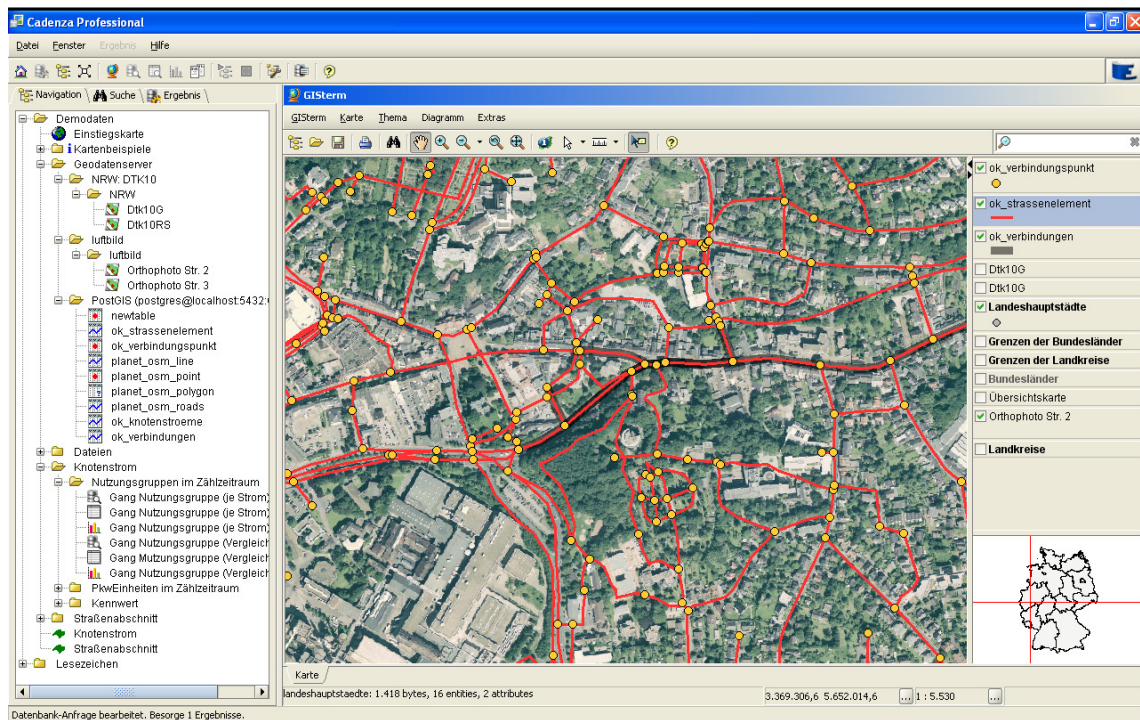 Cadenza Professional
Datei Fenster Ergebnis Hilfe
Navigation Suche Ergebnis
Demodaten
Einstiegskarte
Kartenbeispiele
Geodatenserver
NRW: DTK10
NRW
Dtk10G
Dtk10RS
luftbild
luftbild
Orthophoto Str. 2
Orthophoto Str. 3
PostGIS (postgres@localhost:5432:
newtable
ok_strassenelement
ok_verbindungspunkt
planet_osm_line
planet_osm_point
planet_osm_polygon
planet_osm_roads
ok_knotenstroeme
ok_verbindungen
Dateien
Knotenstrom
Nutzungsgruppen im Zählzeitraum
Gang Nutzungsgruppe (je Strom)
Gang Nutzungsgruppe (je Strom)
Gang Nutzungsgruppe (je Strom)
Gang Nutzungsgruppe (Vergleich
Gang Mutzungsgruppe (Vergleich
Gang Nutzungsgruppe (Vergleich
PkwEinheiten im Zählzeitraum
Kennwert
Straßenabschnitt
Knotenstrom
Straßenabschnitt
Lesezeichen
GISterm
GISterm Karte Thema Diagramm Extras
ok_verbindungspunkt
ok_strassenelement
ok_verbindungen
Dtk10G
Dtk10G
Landeshauptstädte
Grenzen der Bundesländer
Grenzen der Landkreise
Bundesländer
Übersichtskarte
Orthophoto Str. 2
Landkreise
Karte
landeshauptstaedte: 1.418 bytes, 16 entities, 2 attributes
3.369.306,6 5.652.014,6 ... 1 : 5.530 ...
Datenbank-Anfrage bearbeitet. Besorge 1 Ergebnisse.